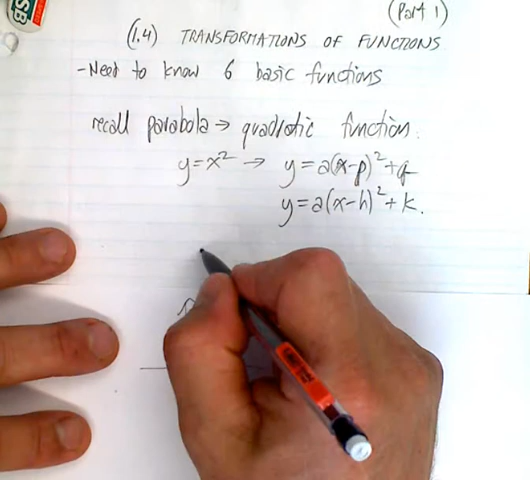 (Part 1)
(1.4) TRANSFORMATIONS OF FUNCTIONS
- Need to know 6 basic functions
recall parabola → quadratic function.
y=x² → y=a(x-p)²+q
y=a(x-h)²+k.